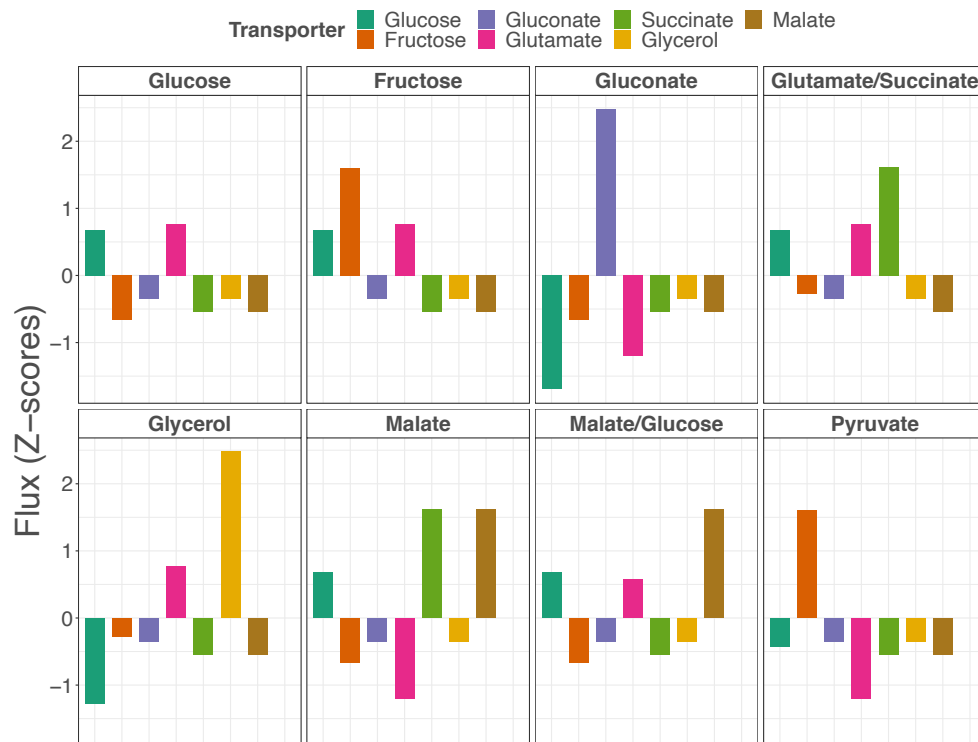 Transporter
Glucose Gluconate Succinate Malate
Fructose Glutamate Glycerol
Glucose Fructose Gluconate Glutamate/Succinate
2
1
0
−1
Glycerol Malate Malate/Glucose Pyruvate
2
1
0
−1
Flux (Z−scores)